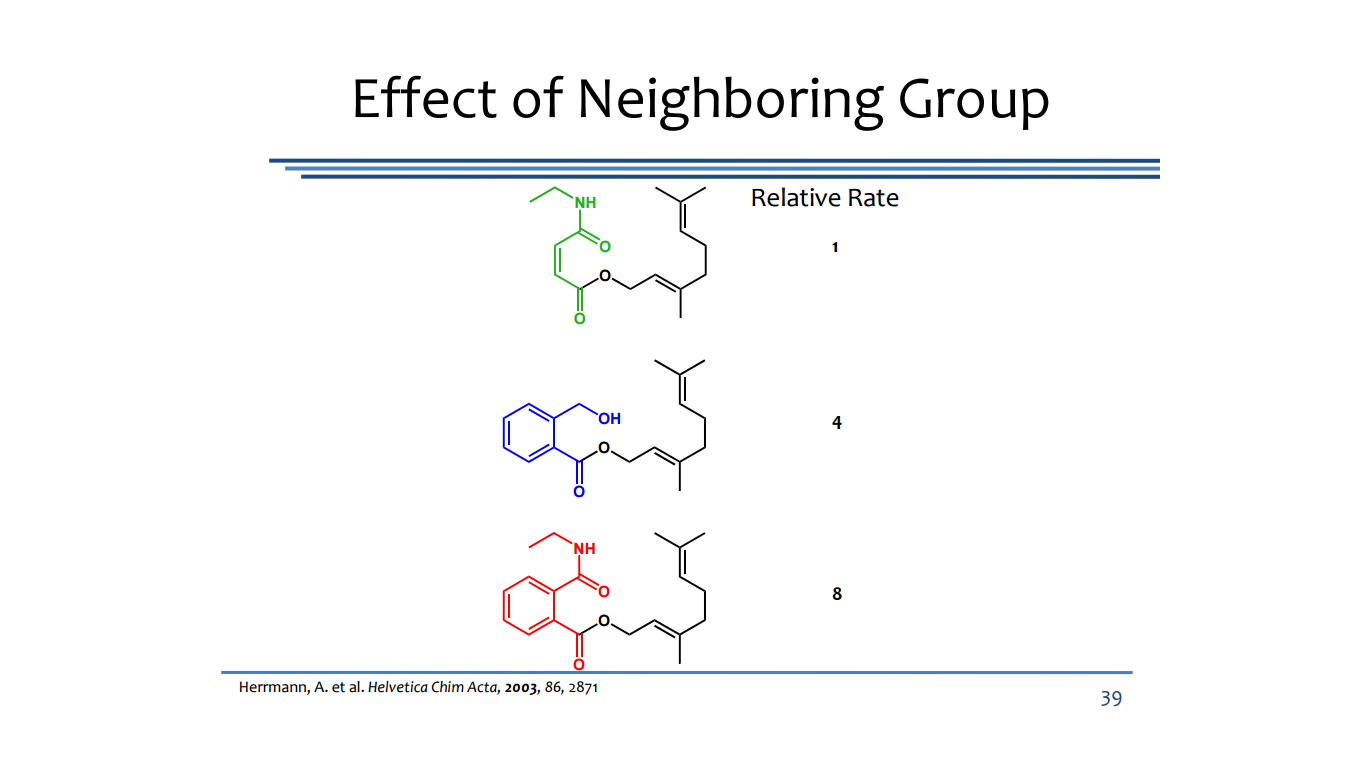 Effect of Neighboring Group
Relative Rate
NH
O
O
O
1
OH
O
O
4
NH
O
O
O
8
Herrmann, A. et al. Helvetica Chim Acta, 2003, 86, 2871
39